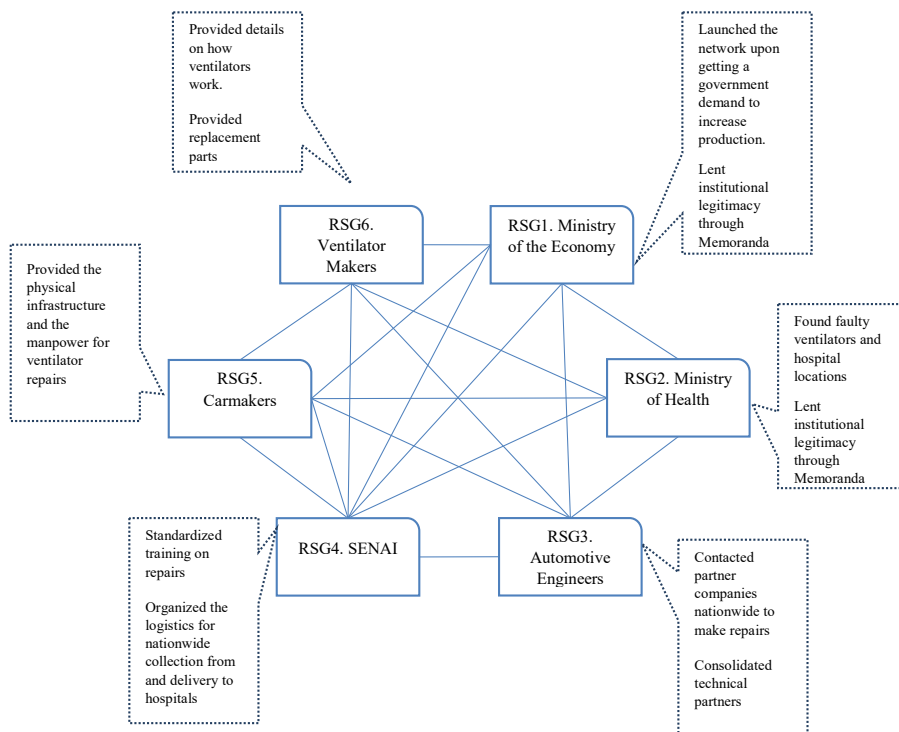 Provided details
on how
ventilators
work.
Provided
replacement
parts
Launched the
network upon
getting a
government
demand to
increase
production.
Lent
institutional
legitimacy
through
Memoranda
RSG6.
Ventilator
Makers
RSG1. Ministry
of the Economy
Provided the
physical
infrastructure
and the
manpower for
ventilator
repairs
RSG5.
Carmakers
RSG2. Ministry
of Health
Found faulty
ventilators and
hospital
locations
Lent
institutional
legitimacy
through
Memoranda
Standardized
training on
repairs
Organized the
logistics for
nationwide
collection from
and delivery to
hospitals
RSG4. SENAI
RSG3.
Automotive
Engineers
Contacted
partner
companies
nationwide to
make repairs
Consolidated
technical
partners